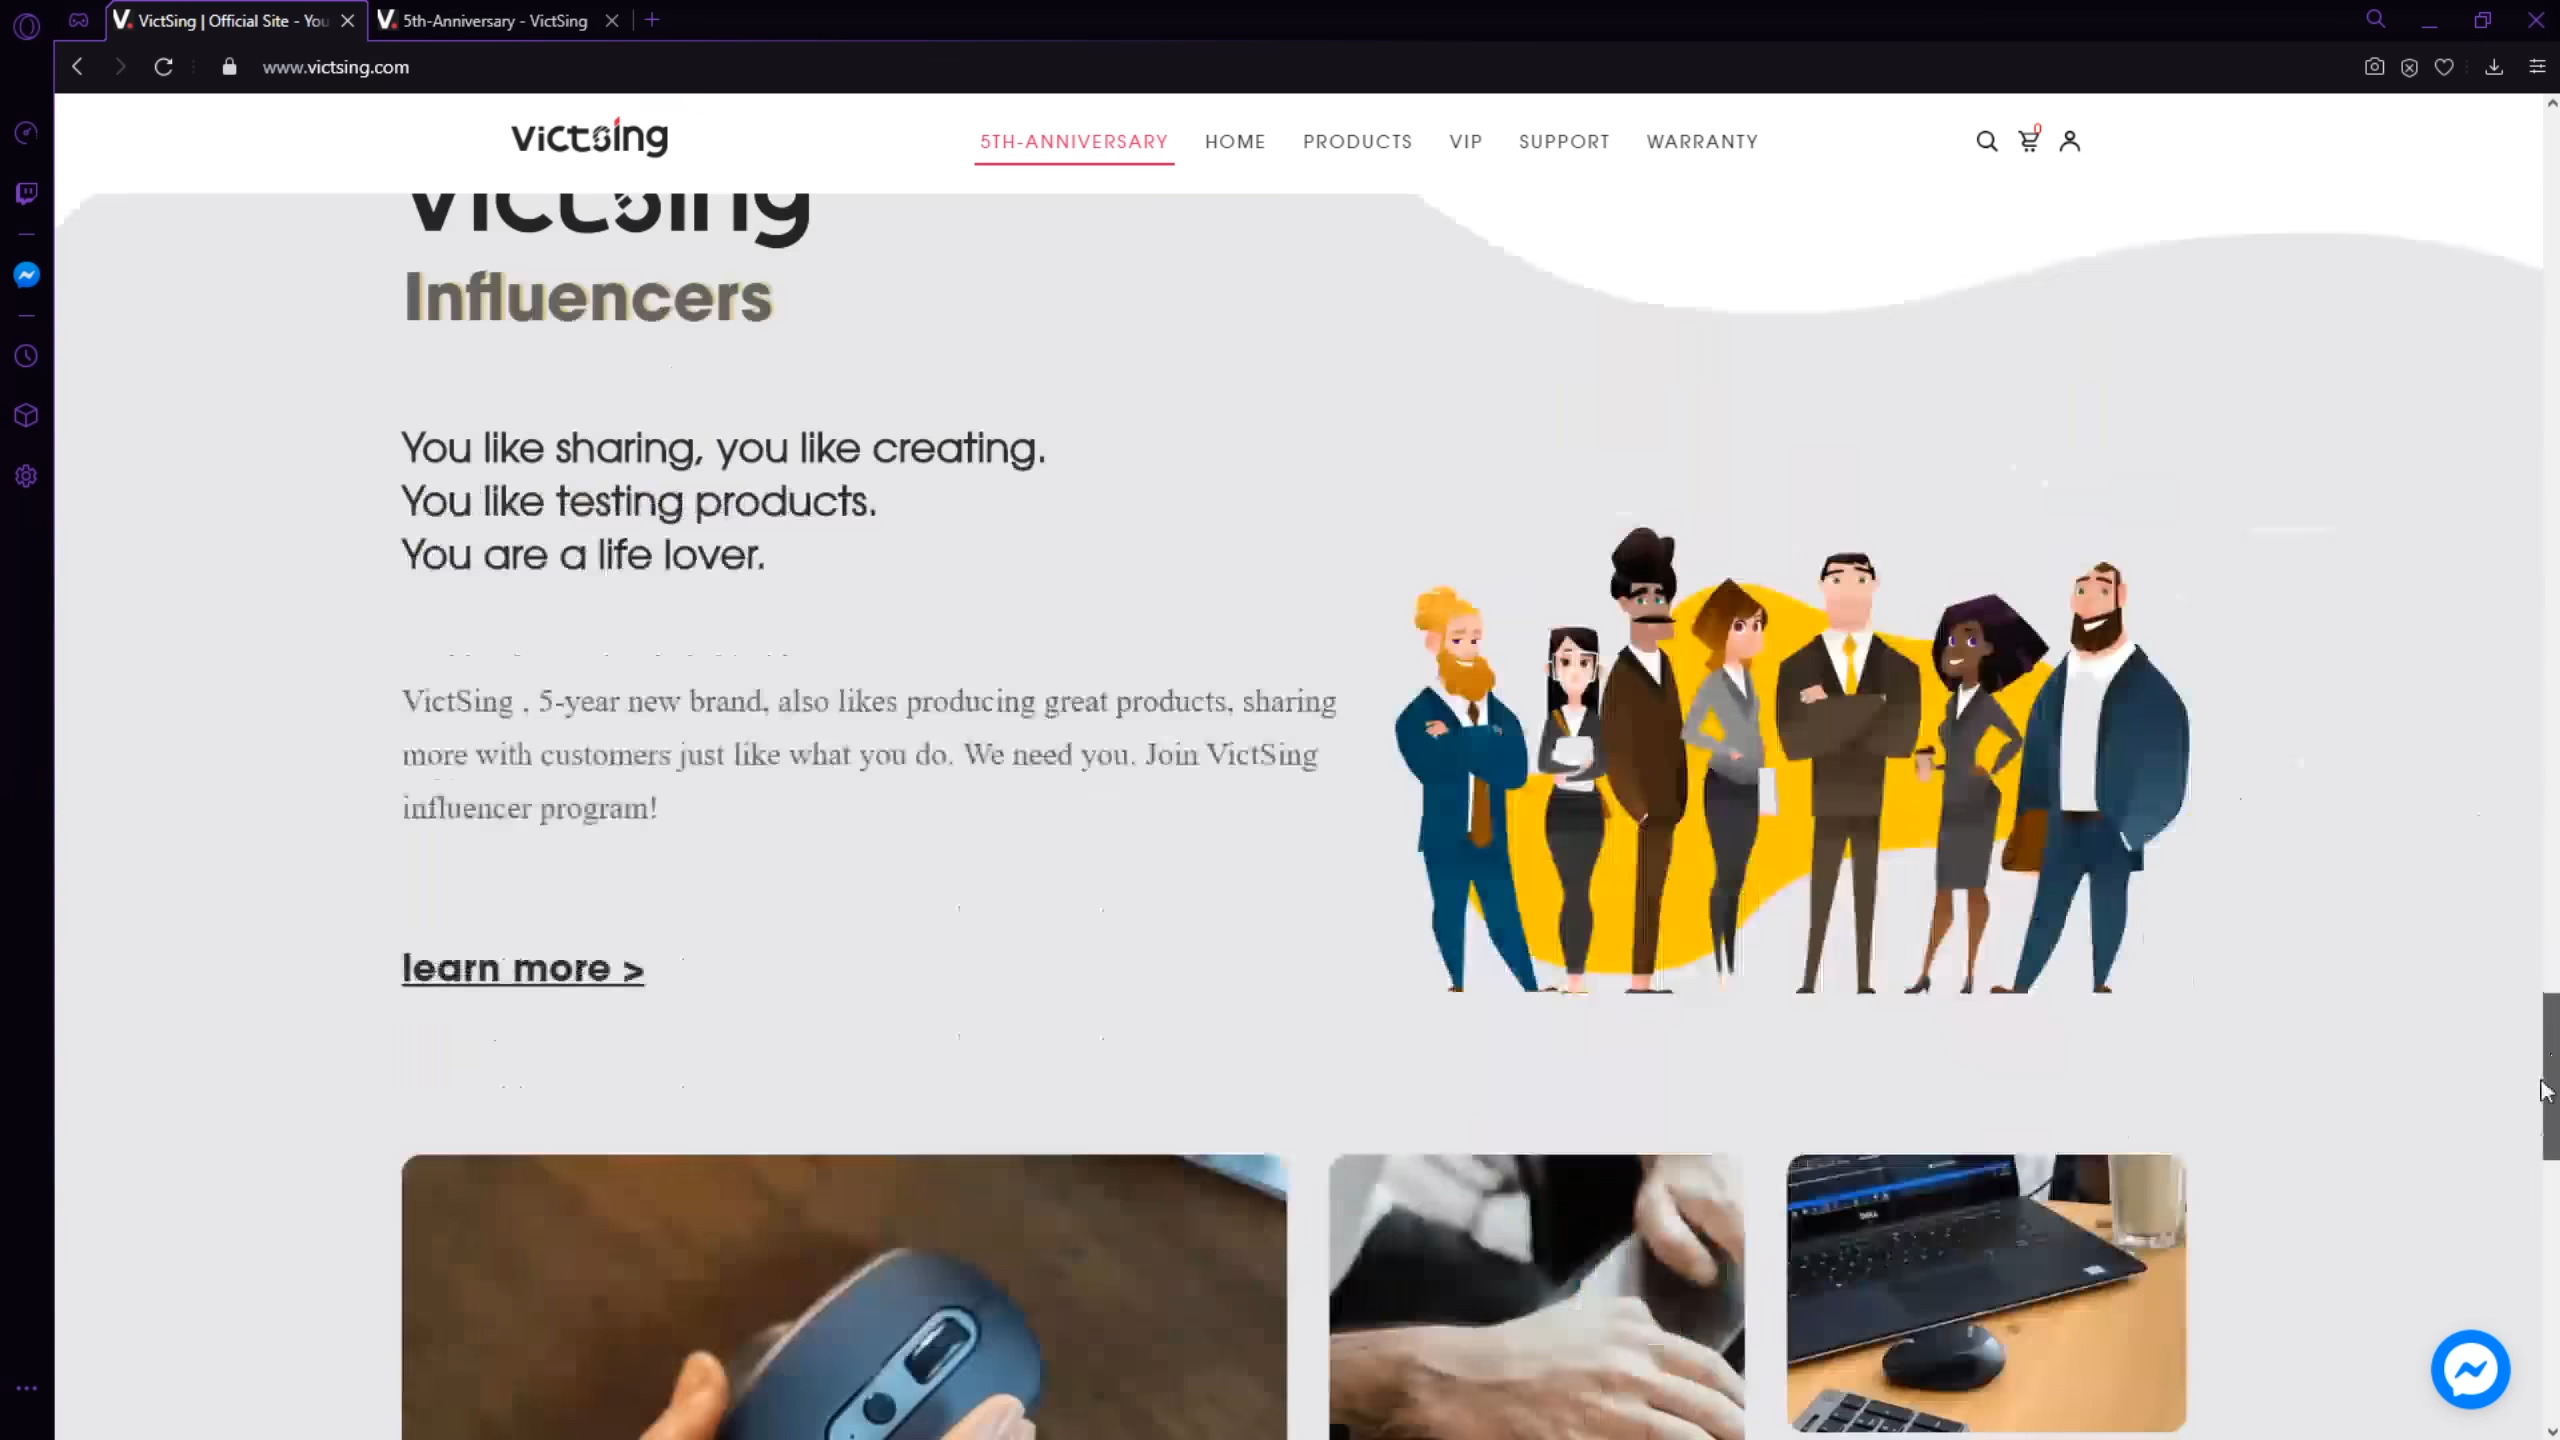 VictSing | Official Site - You
5th-Anniversary - VictSing
www.victsing.com
Victsing
5TH-ANNIVERSARY
HOME
PRODUCTS
VIP
SUPPORT
WARRANTY
0
Victsing
Influencers
You like sharing, you like creating.
You like testing products.
You are a life lover.
VictSing , 5-year new brand, also likes producing great products, sharing
more with customers just like what you do. We need you. Join VictSing
influencer program!
learn more >
DELL